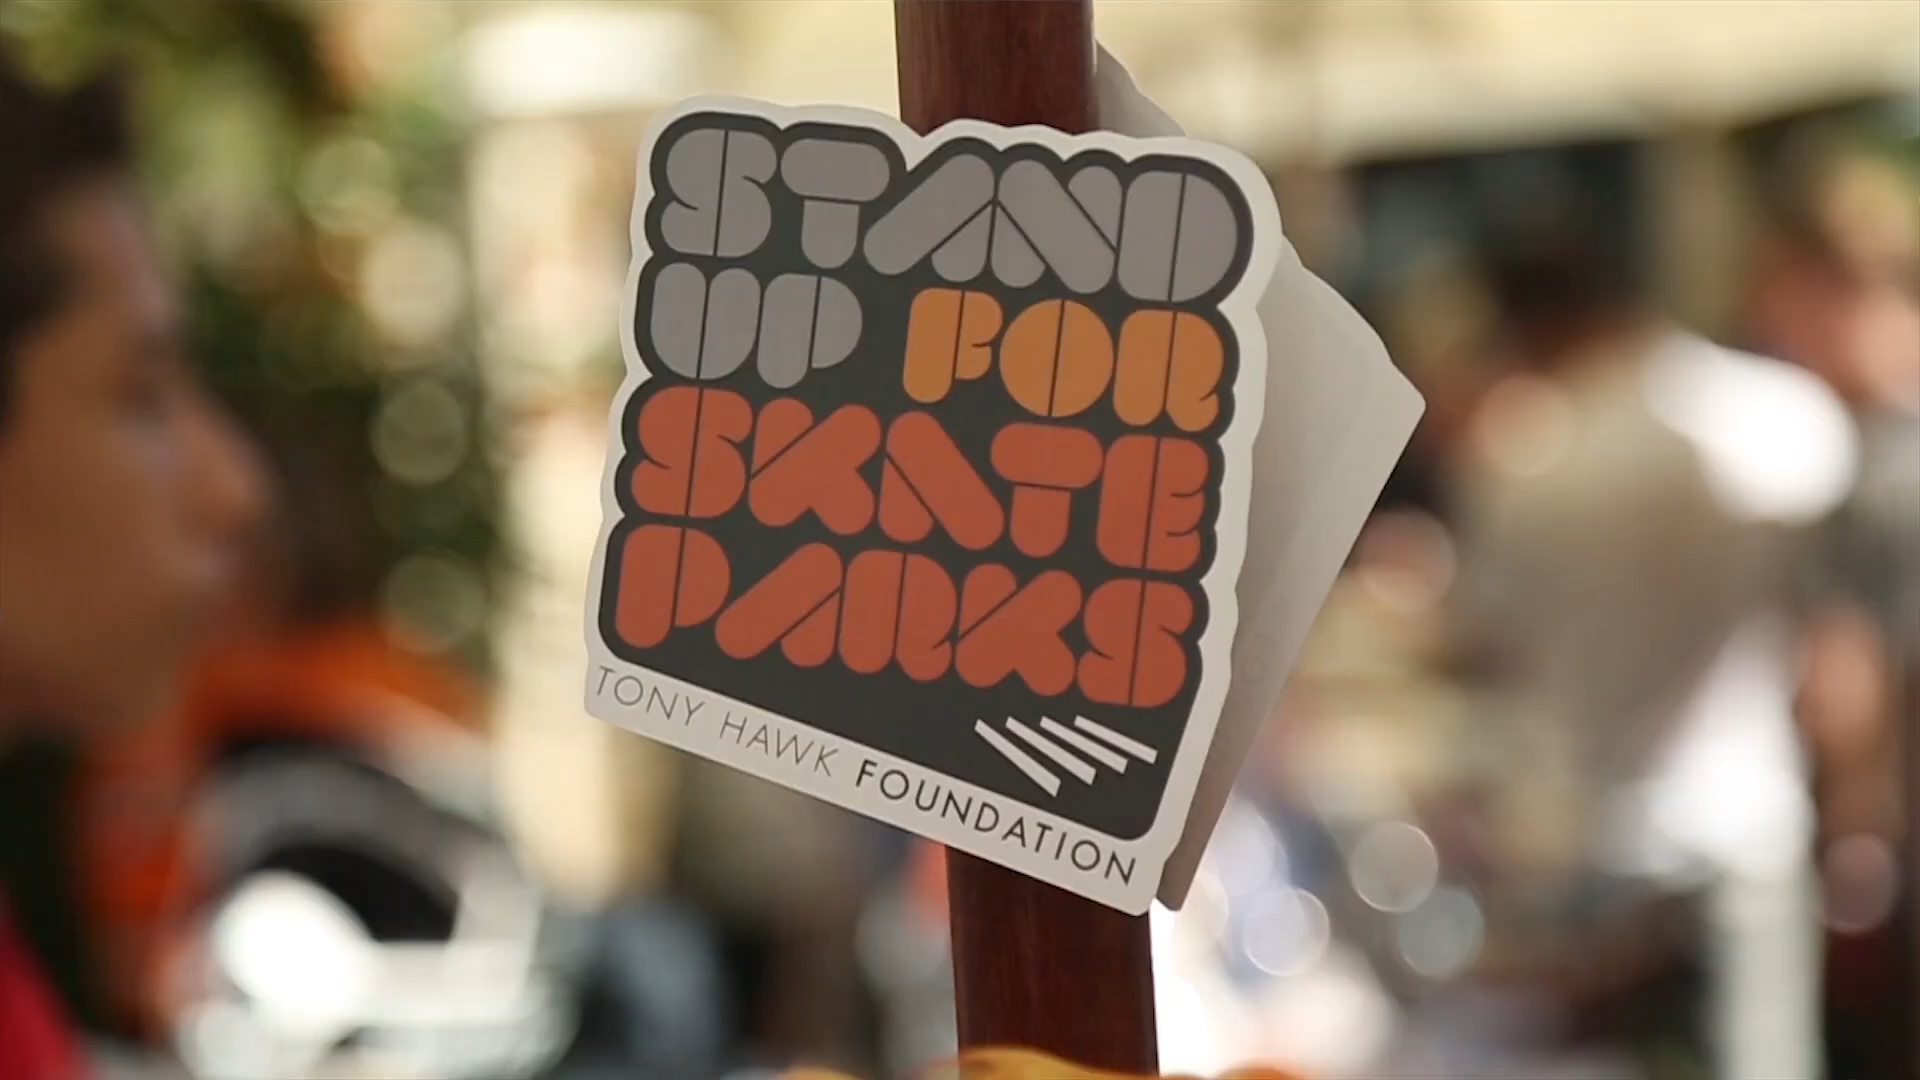 STAND
UP FOR
SKATE
PARKS
TONY HAWK FOUNDATION